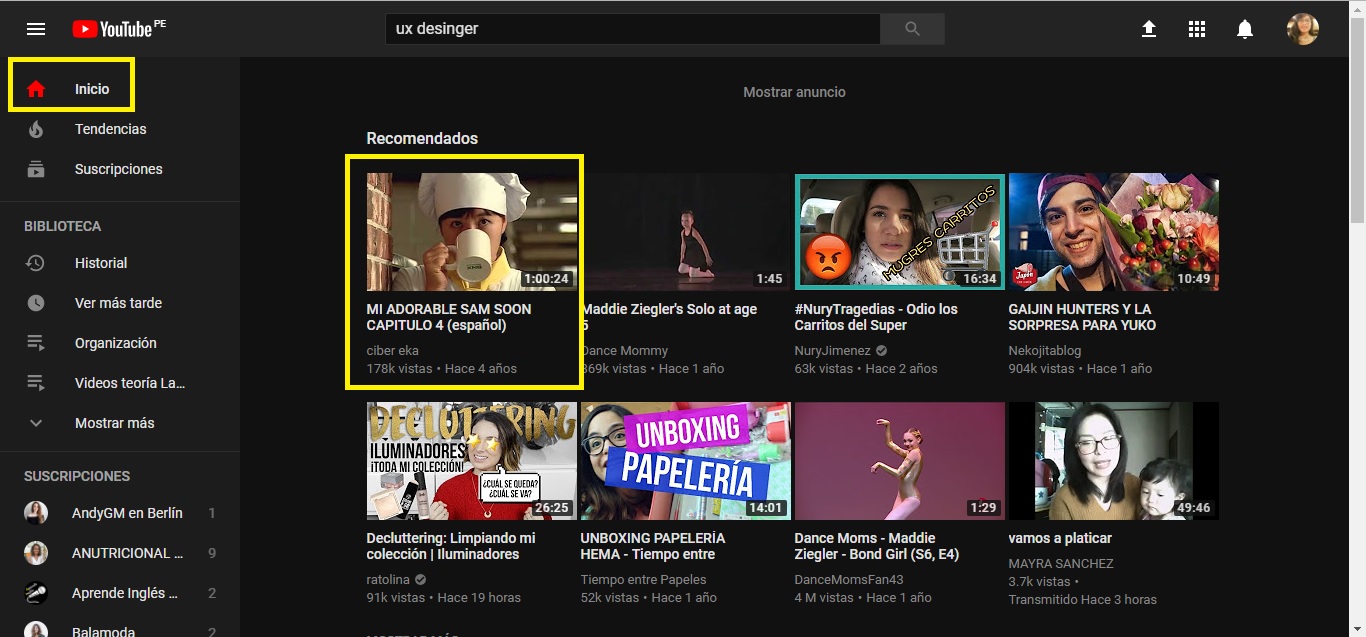 YouTube PE
ux desinger
Inicio
Tendencias
Suscripciones
BIBLIOTECA
Historial
Ver más tarde
Organización
Videos teoría La...
Mostrar más
SUSCRIPCIONES
AndyGM en Berlín 1
ANUTRICIONAL ... 9
Aprende Inglés ... 2
Balamoda 2
Mostrar anuncio
Recomendados
1:00:24
MI ADORABLE SAM SOON
CAPITULO 4 (español)
ciber eka
178k vistas • Hace 4 años
1:45
Maddie Ziegler's Solo at age
5
Dance Mommy
869k vistas • Hace 1 año
MUGRES CARRITOS
16:34
#NuryTragedias - Odio los
Carritos del Super
NuryJimenez
63k vistas • Hace 2 años
Japón
10:49
GAIJIN HUNTERS Y LA
SORPRESA PARA YUKO
Nekojitablog
904k vistas • Hace 1 año
DECLUTTERING
ILUMINADORES
¡TODA MI COLECCIÓN!
¿CUÁL SE QUEDA?
¿CUÁL SE VA?
26:25
Decluttering: Limpiando mi
colección | Iluminadores
ratolina
91k vistas • Hace 19 horas
UNBOXING
PAPELERÍA
14:01
UNBOXING PAPELERiA
HEMA - Tiempo entre
Tiempo entre Papeles
52k vistas • Hace 1 año
1:29
Dance Moms - Maddie
Ziegler - Bond Girl (S6, E4)
DanceMomsFan43
4 M vistas • Hace 1 año
49:46
vamos a platicar
MAYRA SANCHEZ
3.7k vistas •
Transmitido Hace 3 horas
MOSTRAR MÁS